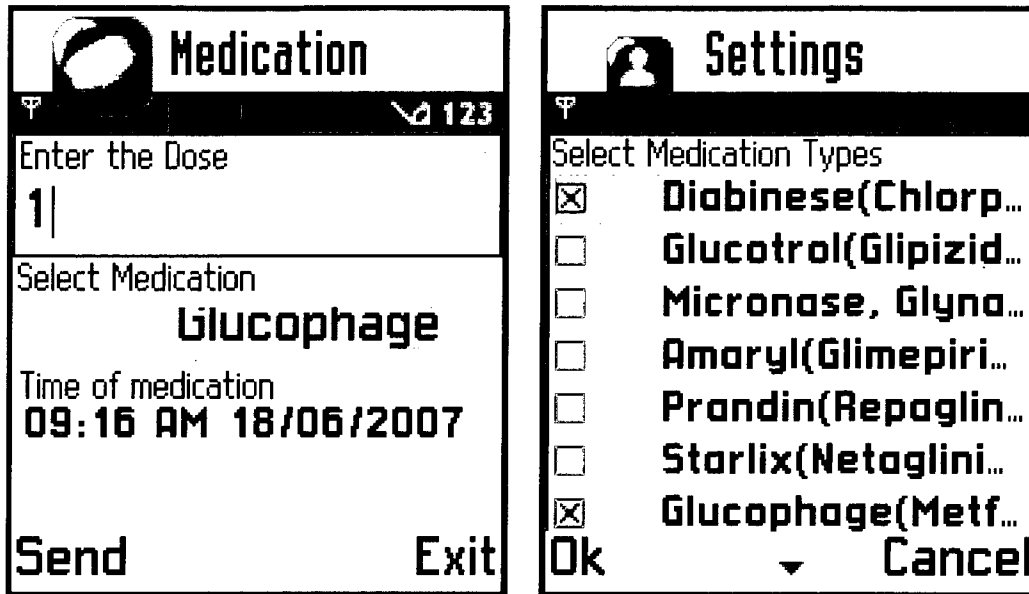 Medication
123
Enter the Dose
1
Select Medication
Glucophage
Time of medication
09:16 AM 18/06/2007
Send Exit
Settings
Select Medication Types
Diabinese(Chlorp…
Glucotrol(Glipizid…
Micronase, Glyna…
Amaryl(Glimepiri…
Prandin(Repaglin…
Starlix(Netaglini…
Glucophage(Metf…
Ok Cancel